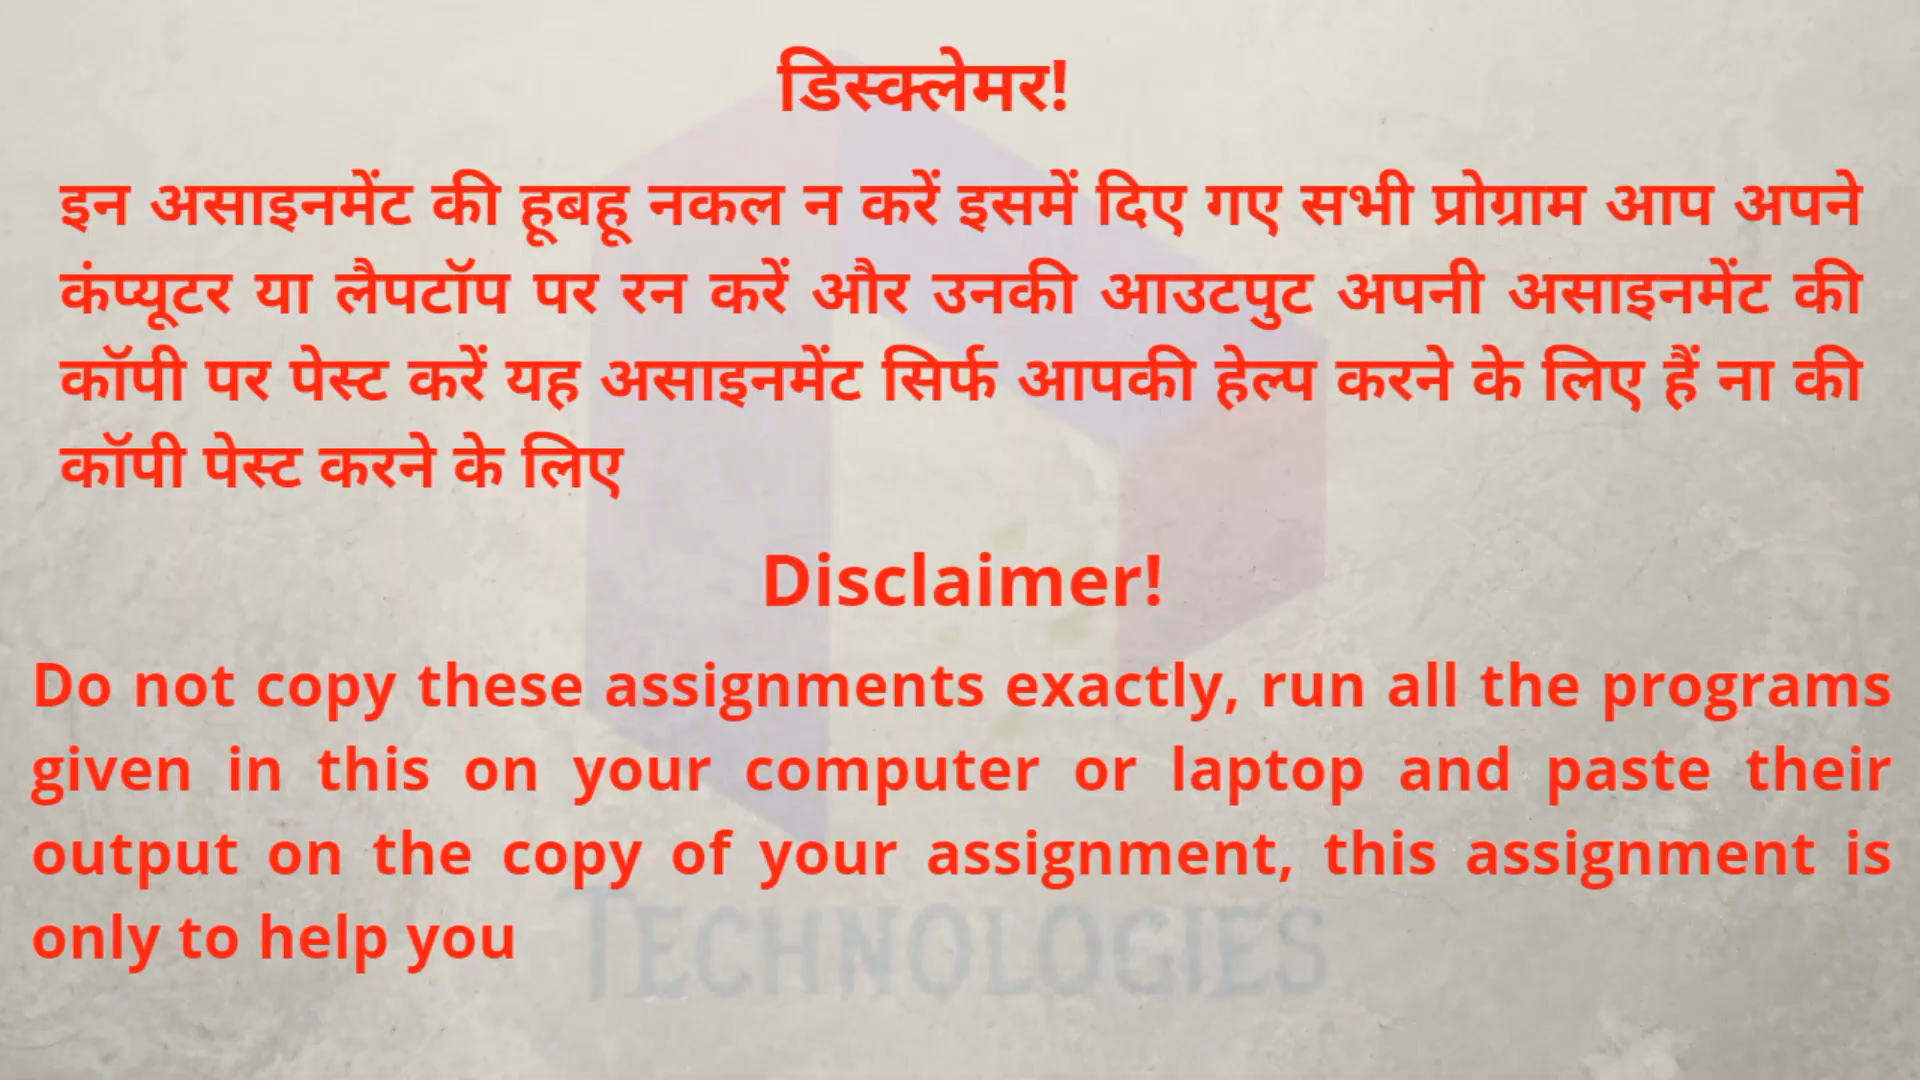 डिस्क्लेमर!
इन असाइनमेंट की हूबहू नकल न करें इसमें दिए गए सभी प्रोग्राम आप अपने
कंप्यूटर या लैपटॉप पर रन करें और उनकी आउटपुट अपनी असाइनमेंट की
कॉपी पर पेस्ट करें यह असाइनमेंट सिर्फ आपकी हेल्प करने के लिए हैं ना की
कॉपी पेस्ट करने के लिए
Disclaimer!
Do not copy these assignments exactly, run all the programs
given in this on your computer or laptop and paste their
output on the copy of your assignment, this assignment is
only to help you
TECHNOLOGIES